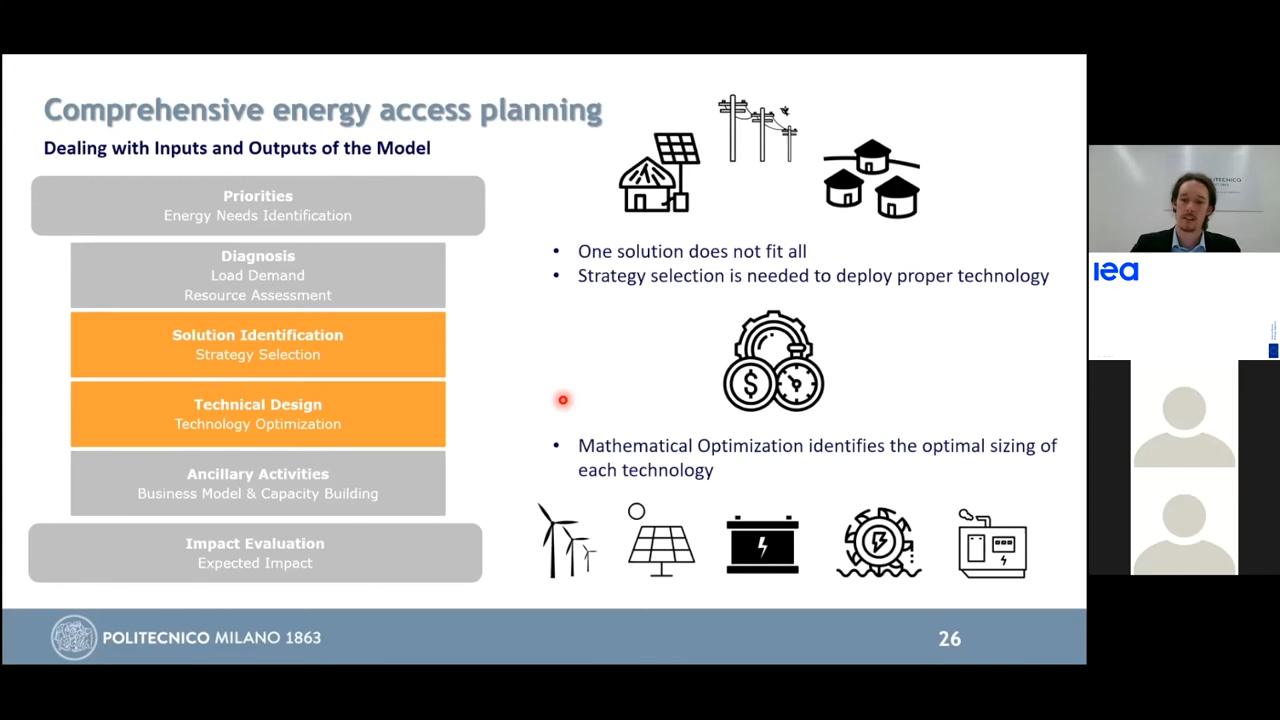 Comprehensive energy access planning
Dealing with Inputs and Outputs of the Model
Priorities
Energy Needs Identification
Diagnosis
Load Demand
Resource Assessment
Solution Identification
Strategy Selection
Technical Design
Technology Optimization
Ancillary Activities
Business Model & Capacity Building
Impact Evaluation
Expected Impact
• One solution does not fit all
• Strategy selection is needed to deploy proper technology
$
• Mathematical Optimization identifies the optimal sizing of
each technology
POLITECNICO MILANO 1863
26
iea